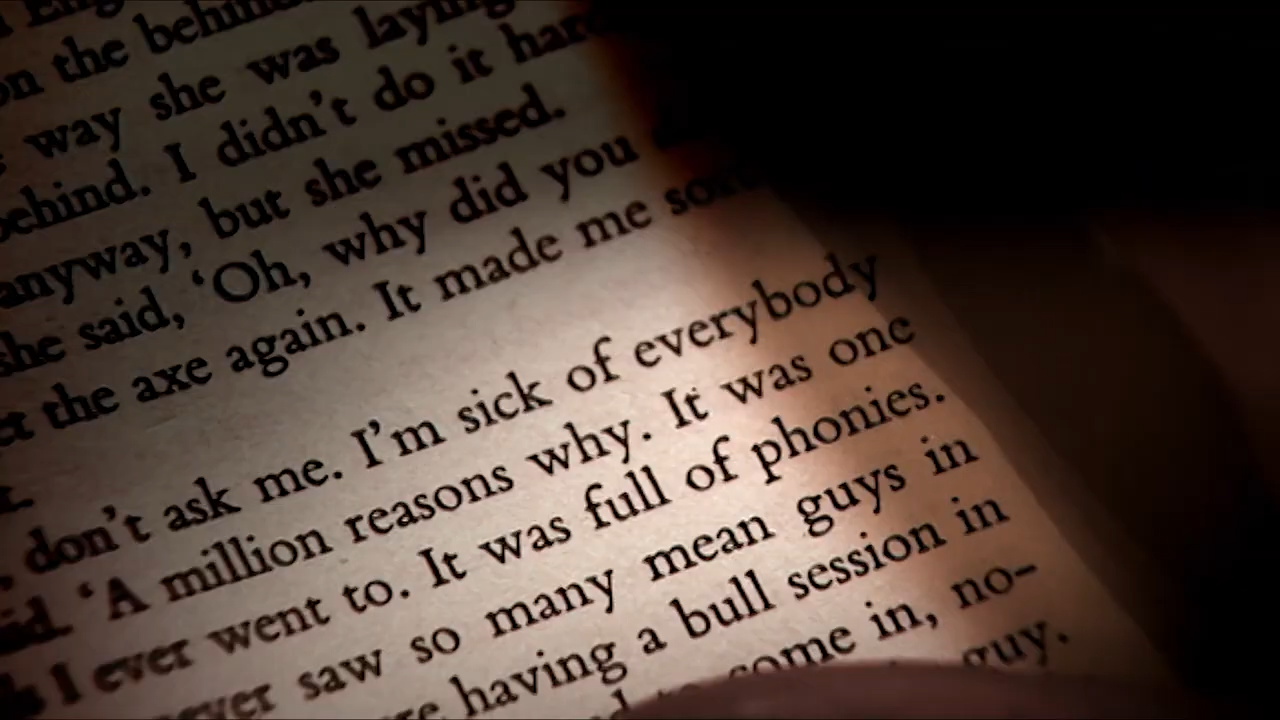 on the behind
way she was laying
behind. I didn't do it hard
anyway, but she missed.
she said, ‘Oh, why did you
the axe again. It made me sort
don't ask me. I'm sick of everybody
‘A million reasons why. It was one
I ever went to. It was full of phonies.
saw so many mean guys in
having a bull session in
come in, no-
guy.